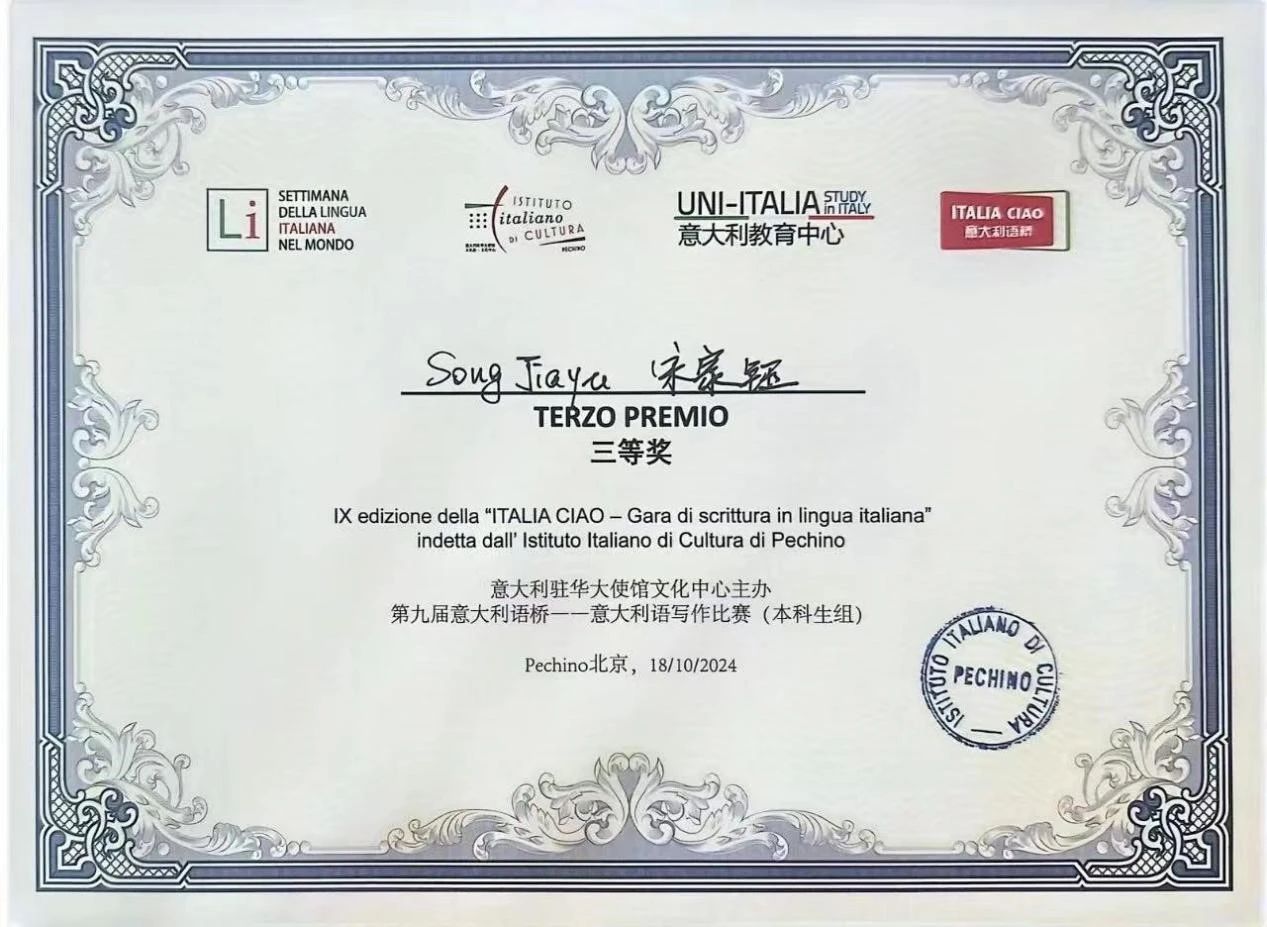 Li
SETTIMANA
DELLA LINGUA
ITALIANA
NEL MONDO
ISTITUTO
italiano
DI CULTURA
PECHINO
UNI-ITALIA STUDY in ITALY
意大利教育中心
ITALIA CIAO
意大利语桥
Song Jiayu 宋家钰
TERZO PREMIO
三等奖
IX edizione della “ITALIA CIAO – Gara di scrittura in lingua italiana”
indetta dall’ Istituto Italiano di Cultura di Pechino
意大利驻华大使馆文化中心主办
第九届意大利语桥——意大利语写作比赛（本科生组）
Pechino北京，18/10/2024
ISTITUTO ITALIANO DI CULTURA
PECHINO